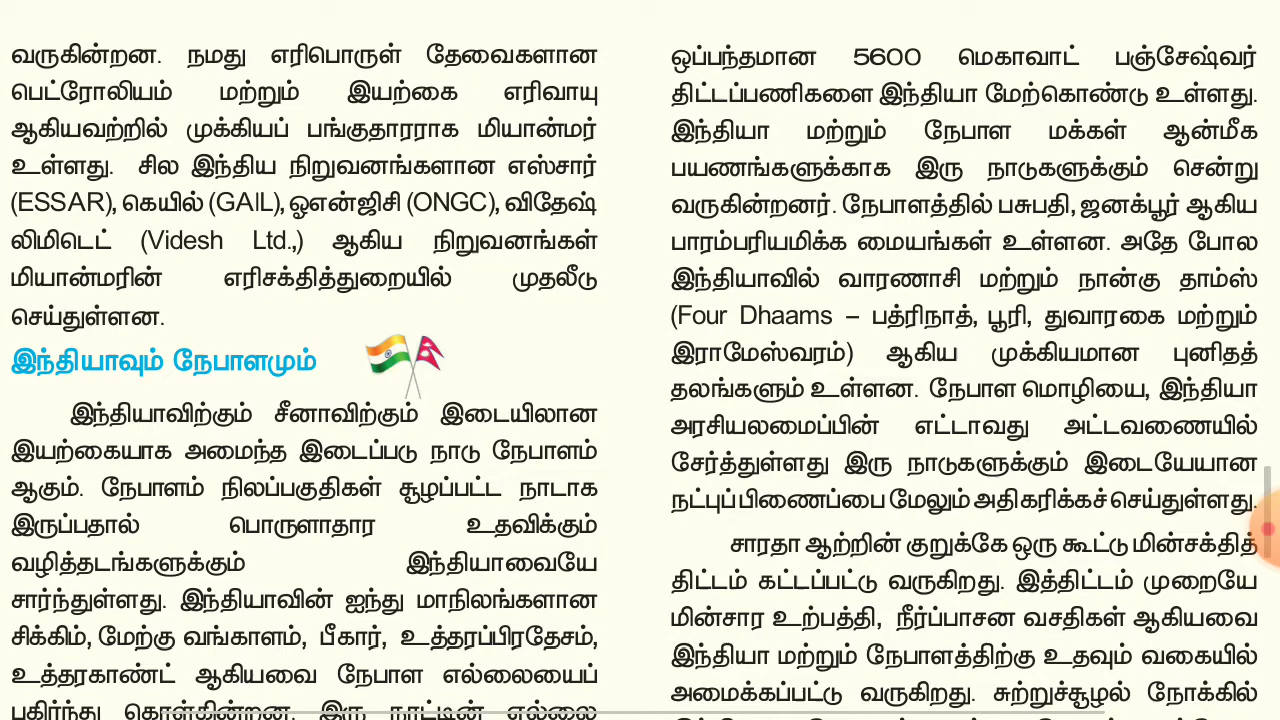 வருகின்றன. நமது எரிபொருள் தேவைகளான
பெட்ரோலியம் மற்றும் இயற்கை எரிவாயு
ஆகியவற்றில் முக்கியப் பங்குதாரராக மியான்மர்
உள்ளது. சில இந்திய நிறுவனங்களான எஸ்சார்
(ESSAR), கெயில் (GAIL), ஓஎன்ஜிசி (ONGC), விதேஷ்
லிமிடெட் (Videsh Ltd.,) ஆகிய நிறுவனங்கள்
மியான்மரின் எரிசக்தித்துறையில் முதலீடு
செய்துள்ளன.
இந்தியாவும் நேபாளமும்
இந்தியாவிற்கும் சீனாவிற்கும் இடையிலான
இயற்கையாக அமைந்த இடைப்படு நாடு நேபாளம்
ஆகும். நேபாளம் நிலப்பகுதிகள் சூழப்பட்ட நாடாக
இருப்பதால் பொருளாதார உதவிக்கும்
வழித்தடங்களுக்கும் இந்தியாவையே
சார்ந்துள்ளது. இந்தியாவின் ஐந்து மாநிலங்களான
சிக்கிம், மேற்கு வங்காளம், பீகார், உத்தரப்பிரதேசம்,
உத்தரகாண்ட் ஆகியவை நேபாள எல்லையைப்
பகிர்ந்து கொள்கின்றன. இரு நாட்டின் எல்லை
ஒப்பந்தமான 5600 மெகாவாட் பஞ்சேஷ்வர்
திட்டப்பணிகளை இந்தியா மேற்கொண்டு உள்ளது.
இந்தியா மற்றும் நேபாள மக்கள் ஆன்மீக
பயணங்களுக்காக இரு நாடுகளுக்கும் சென்று
வருகின்றனர். நேபாளத்தில் பசுபதி, ஜனக்பூர் ஆகிய
பாரம்பரியமிக்க மையங்கள் உள்ளன. அதே போல
இந்தியாவில் வாரணாசி மற்றும் நான்கு தாம்ஸ்
(Four Dhaams – பத்ரிநாத், பூரி, துவாரகை மற்றும்
இராமேஸ்வரம்) ஆகிய முக்கியமான புனிதத்
தலங்களும் உள்ளன. நேபாள மொழியை, இந்தியா
அரசியலமைப்பின் எட்டாவது அட்டவணையில்
சேர்த்துள்ளது இரு நாடுகளுக்கும் இடையேயான
நட்புப்பிணைப்பை மேலும் அதிகரிக்கச் செய்துள்ளது.
சாரதா ஆற்றின் குறுக்கே ஒரு கூட்டு மின்சக்தித்
திட்டம் கட்டப்பட்டு வருகிறது. இத்திட்டம் முறையே
மின்சார உற்பத்தி, நீர்ப்பாசன வசதிகள் ஆகியவை
இந்தியா மற்றும் நேபாளத்திற்கு உதவும் வகையில்
அமைக்கப்பட்டு வருகிறது. சுற்றுச்சூழல் நோக்கில்